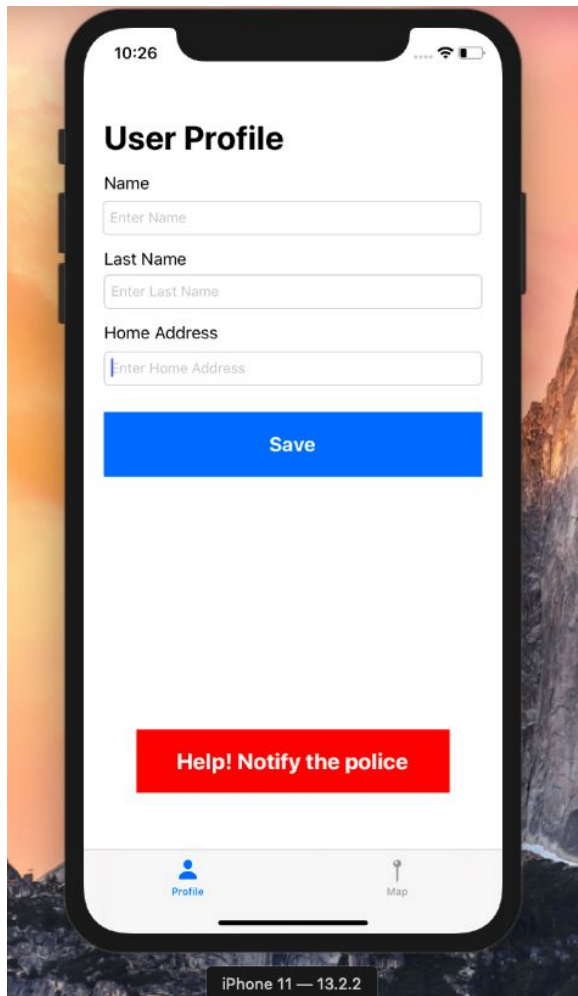 10:26
User Profile
Name
Enter Name
Last Name
Enter Last Name
Home Address
Enter Home Address
Save
Help! Notify the police
Profile
Map
iPhone 11 — 13.2.2